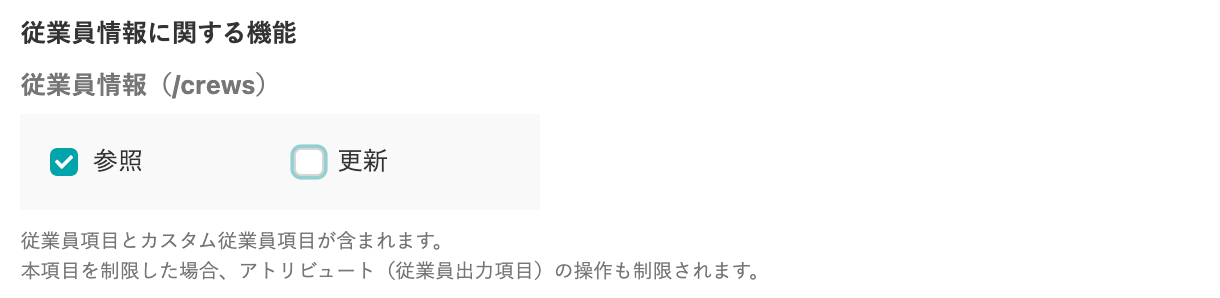 従業員情報に関する機能
従業員情報（/crews）
参照 更新
従業員項目とカスタム従業員項目が含まれます。
本項目を制限した場合、アトリビュート（従業員出力項目）の操作も制限されます。